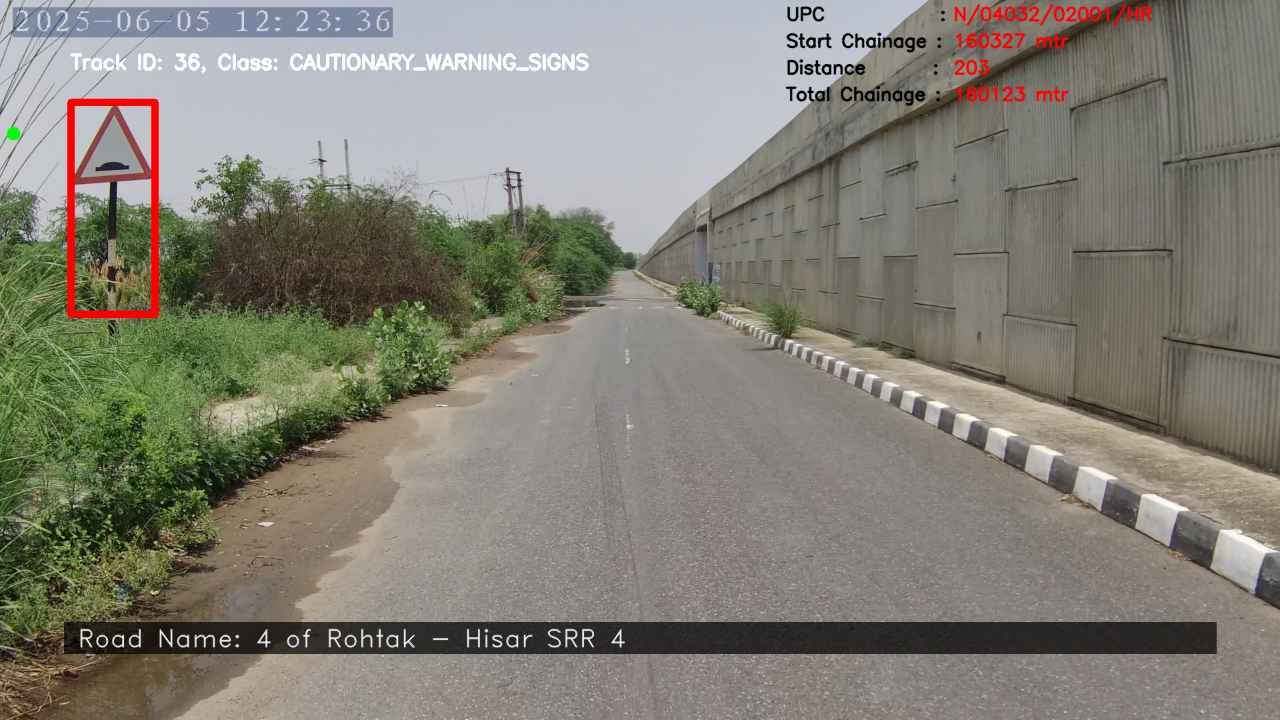 2025-06-05 12:23:36
Track ID: 36, Class: CAUTIONARY_WARNING_SIGNS
UPC : N/04032/02001/HR
Start Chainage : 160327 mtr
Distance : 203
Total Chainage : 160123 mtr
Road Name: 4 of Rohtak - Hisar SRR 4